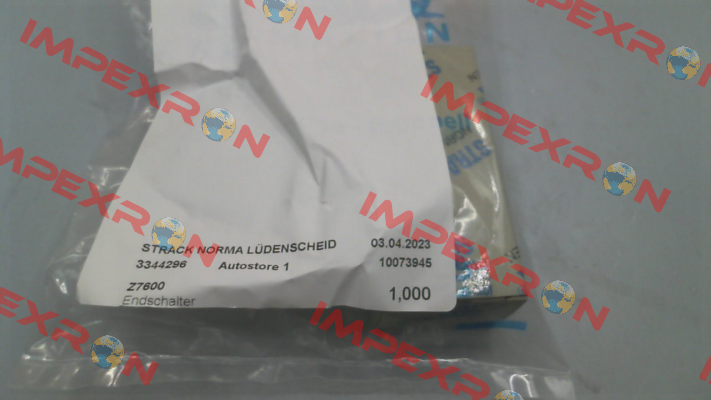 STRACK NORMA LÜDENSCHEID 03.04.2023
3344296 Autostore 1 10073945
Z7600 1,000
Endschalter
IMPEXRON
IMPEXRON
IMPEXRON
IMPEXRON
IMPEXRON
IMPEXRON
IMPEXRON
STRA